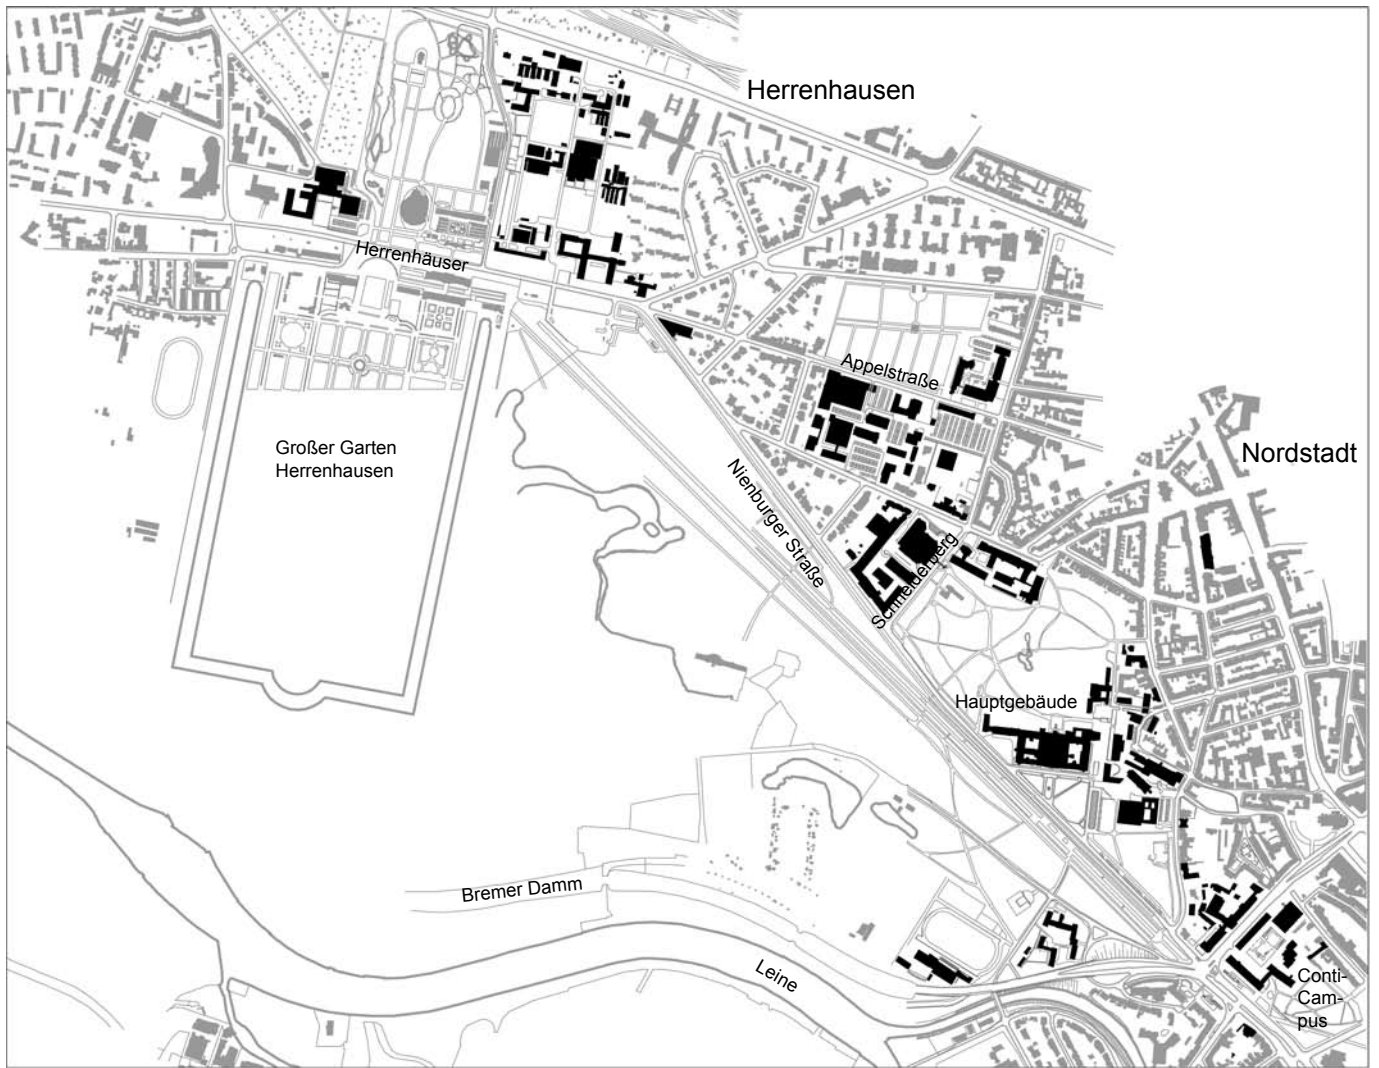 Herrenhausen
Herrenhäuser
Appelstraße
Großer Garten
Herrenhausen
Nordstadt
Nienburger Straße
Schneiderberg
Hauptgebäude
Bremer Damm
Leine
Conti-
Cam-
pus